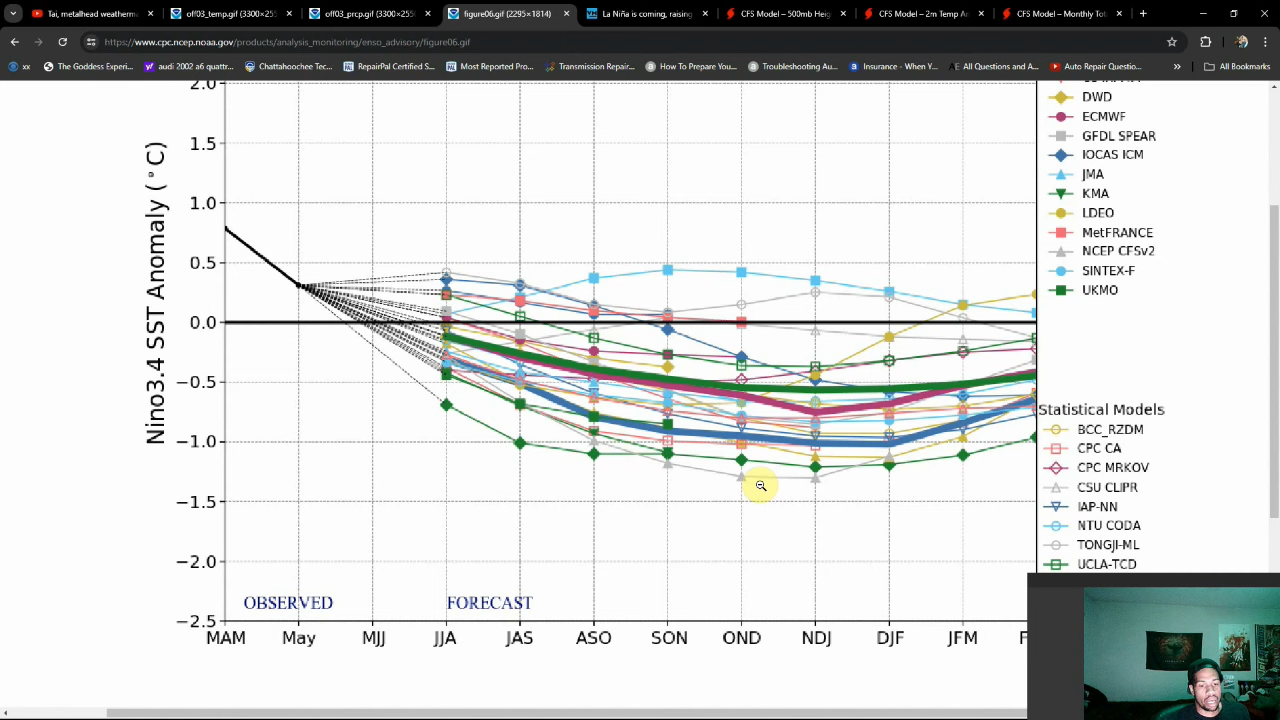 Tai, metalhead weatherm
off03_temp.gif (3300×255
off03_prcp.gif (3300×255
figure06.gif (2295×1814)
La Niña is coming, raising
CFS Model – 500mb Heig
CFS Model – 2m Temp An
CFS Model – Monthly Tot
https://www.cpc.ncep.noaa.gov/products/analysis_monitoring/enso_advisory/figure06.gif
xx
The Goddess Experi...
audi 2002 a6 quattr...
Chattahoochee Tec...
RepairPal Certified S...
Most Reported Pro...
Transmission Repair...
How To Prepare You...
Troubleshooting Au...
Insurance - When Y...
All Questions and A...
Auto Repair Questio...
All Bookmarks
Nino3.4 SST Anomaly (°C)
2.0
1.5
1.0
0.5
0.0
−0.5
−1.0
−1.5
−2.0
−2.5
OBSERVED
FORECAST
MAM May MJJ JJA JAS ASO SON OND NDJ DJF JFM F
DWD
ECMWF
GFDL SPEAR
IOCAS ICM
JMA
KMA
LDEO
MetFRANCE
NCEP CFSv2
SINTEX-F
UKMO
Statistical Models
BCC_RZDM
CPC CA
CPC MRKOV
CSU CLIPR
IAP-NN
NTU CODA
TONGJI-ML
UCLA-TCD